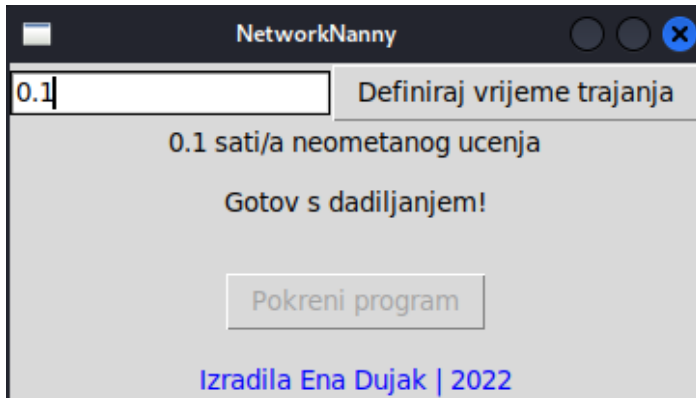 NetworkNanny
0.1 Definiraj vrijeme trajanja
0.1 sati/a neometanog ucenja
Gotov s dadiljanjem!
Pokreni program
Izradila Ena Dujak | 2022